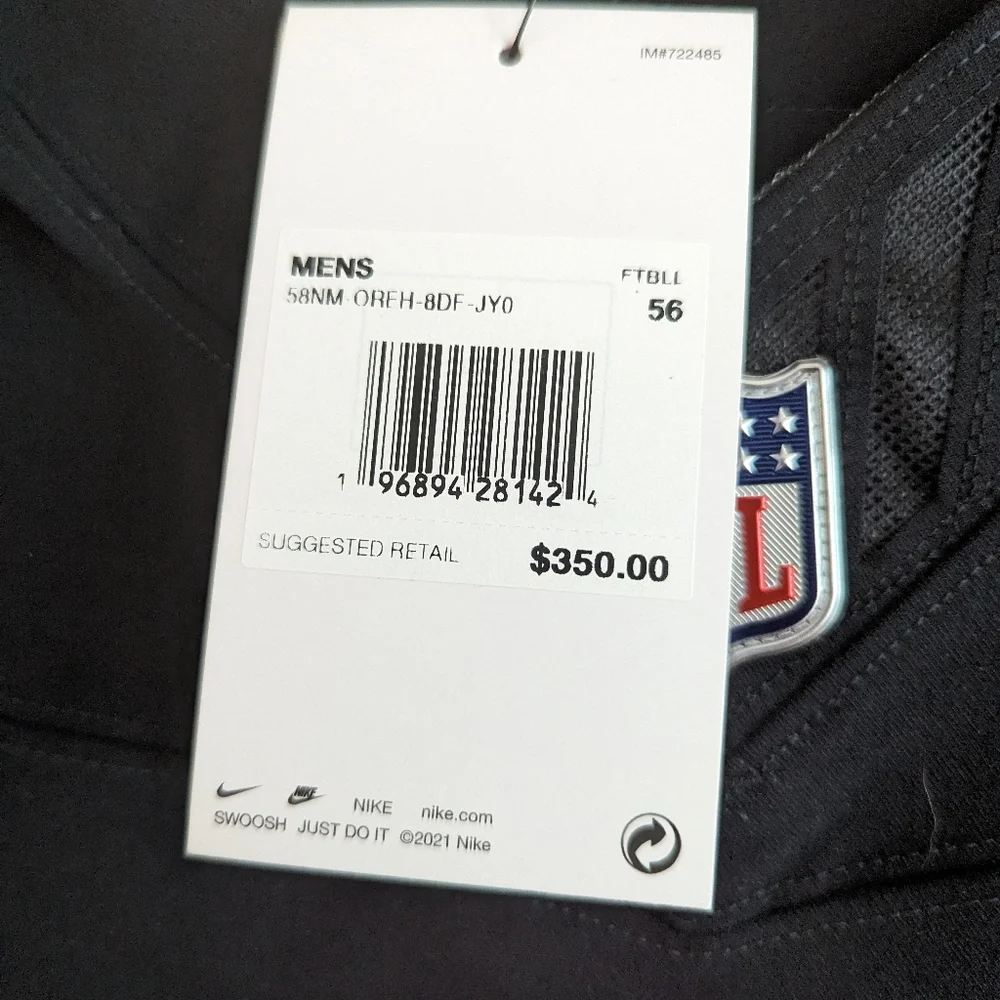 IM#722485
MENS
FTBLL
58NM-OREH-8DF-JY0
56
1 96894 28142 4
SUGGESTED RETAIL $350.00
NIKE
NIKE nike.com
SWOOSH JUST DO IT ©2021 Nike
L